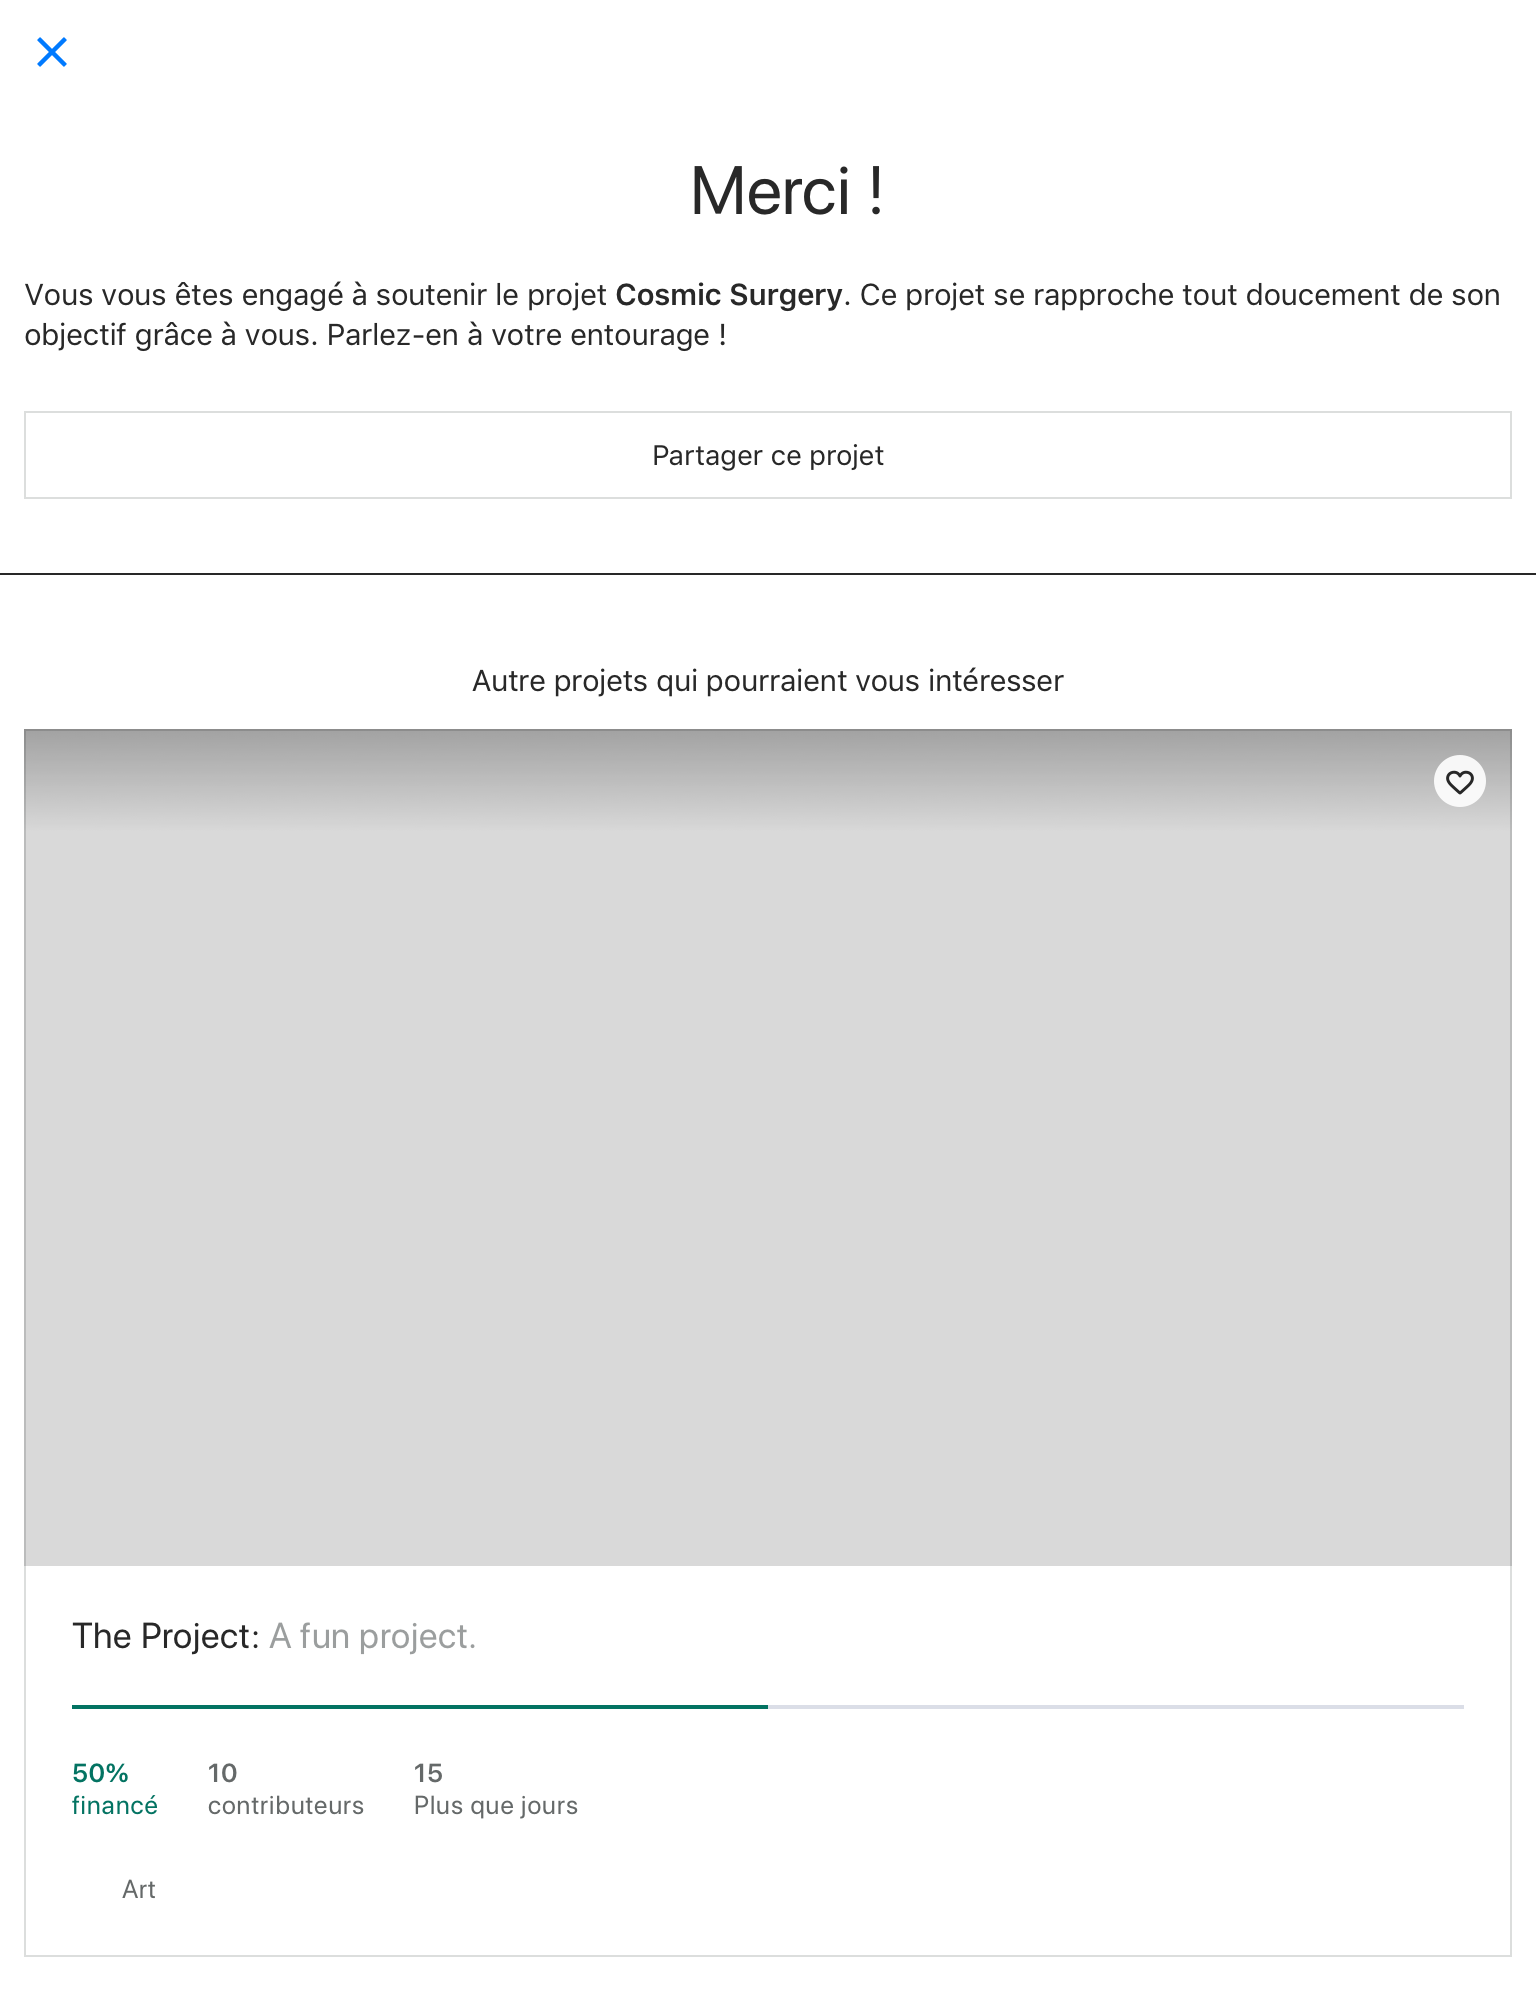 Merci !
Vous vous êtes engagé à soutenir le projet Cosmic Surgery. Ce projet se rapproche tout doucement de son
objectif grâce à vous. Parlez-en à votre entourage !
Partager ce projet
Autre projets qui pourraient vous intéresser
The Project: A fun project.
50% 10 15
financé contributeurs Plus que jours
Art